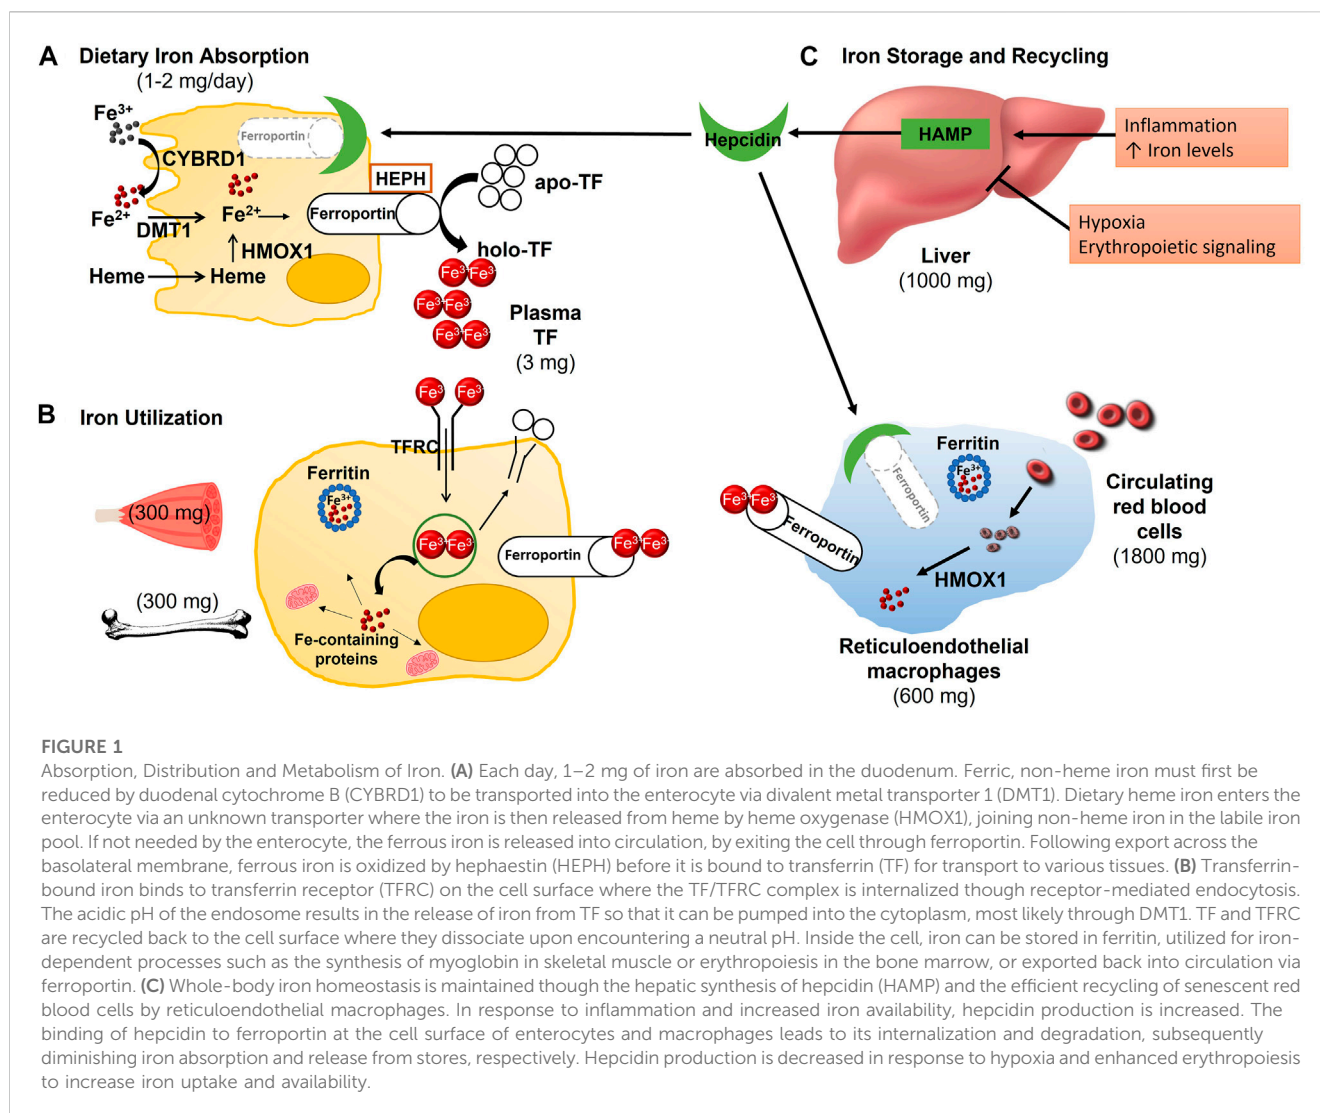 A Dietary Iron Absorption
(1-2 mg/day)
Fe3+
CYBRD1
Fe2+
DMT1
Fe2+
HMOX1
Heme
Heme
Ferroportin
HEPH
Ferroportin
apo-TF
holo-TF
Fe3+ Fe3+
Fe3+ Fe3+
Fe3+ Fe3+
Plasma
TF
(3 mg)
C Iron Storage and Recycling
Hepcidin
HAMP
Inflammation
↑ Iron levels
Hypoxia
Erythropoietic signaling
Liver
(1000 mg)
B Iron Utilization
(300 mg)
(300 mg)
Fe3+ Fe3+
TFRC
Ferritin
Fe3+
Fe3+ Fe3+
Fe-containing
proteins
Ferroportin
Fe3+ Fe3+
Fe3+ Fe3+
Ferroportin
Ferroportin
Ferritin
Fe3+
HMOX1
Circulating
red blood
cells
(1800 mg)
Reticuloendothelial
macrophages
(600 mg)
FIGURE 1
Absorption, Distribution and Metabolism of Iron. (A) Each day, 1–2 mg of iron are absorbed in the duodenum. Ferric, non-heme iron must first be
reduced by duodenal cytochrome B (CYBRD1) to be transported into the enterocyte via divalent metal transporter 1 (DMT1). Dietary heme iron enters the
enterocyte via an unknown transporter where the iron is then released from heme by heme oxygenase (HMOX1), joining non-heme iron in the labile iron
pool. If not needed by the enterocyte, the ferrous iron is released into circulation, by exiting the cell through ferroportin. Following export across the
basolateral membrane, ferrous iron is oxidized by hephaestin (HEPH) before it is bound to transferrin (TF) for transport to various tissues. (B) Transferrin-
bound iron binds to transferrin receptor (TFRC) on the cell surface where the TF/TFRC complex is internalized though receptor-mediated endocytosis.
The acidic pH of the endosome results in the release of iron from TF so that it can be pumped into the cytoplasm, most likely through DMT1. TF and TFRC
are recycled back to the cell surface where they dissociate upon encountering a neutral pH. Inside the cell, iron can be stored in ferritin, utilized for iron-
dependent processes such as the synthesis of myoglobin in skeletal muscle or erythropoiesis in the bone marrow, or exported back into circulation via
ferroportin. (C) Whole-body iron homeostasis is maintained though the hepatic synthesis of hepcidin (HAMP) and the efficient recycling of senescent red
blood cells by reticuloendothelial macrophages. In response to inflammation and increased iron availability, hepcidin production is increased. The
binding of hepcidin to ferroportin at the cell surface of enterocytes and macrophages leads to its internalization and degradation, subsequently
diminishing iron absorption and release from stores, respectively. Hepcidin production is decreased in response to hypoxia and enhanced erythropoiesis
to increase iron uptake and availability.